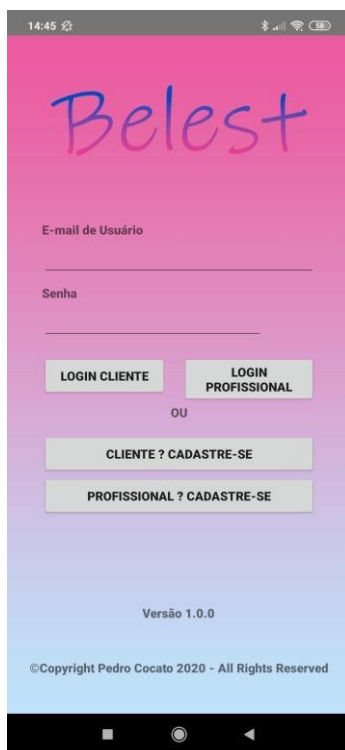 14:45
58
Belest
E-mail de Usuário
Senha
LOGIN CLIENTE
LOGIN
PROFISSIONAL
OU
CLIENTE ? CADASTRE-SE
PROFISSIONAL ? CADASTRE-SE
Versão 1.0.0
©Copyright Pedro Cocato 2020 - All Rights Reserved